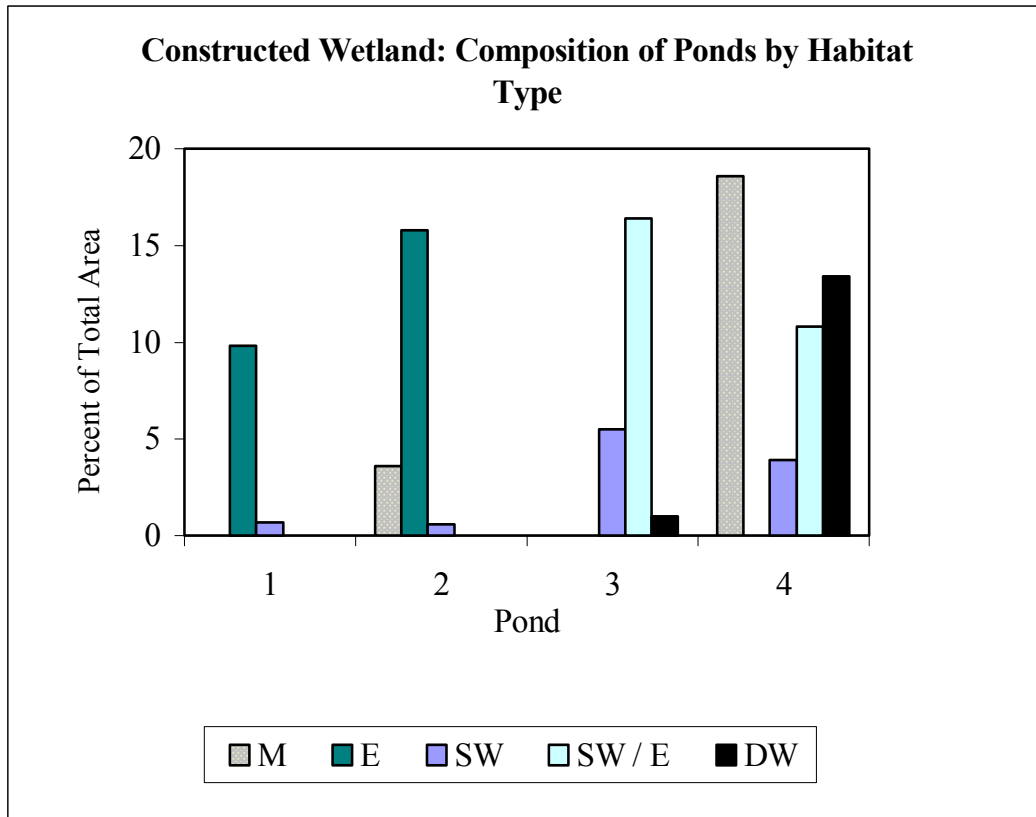 Constructed Wetland: Composition of Ponds by Habitat
Type
Percent of Total Area
20
15
10
5
0
1 2 3 4
Pond
M E SW SW / E DW